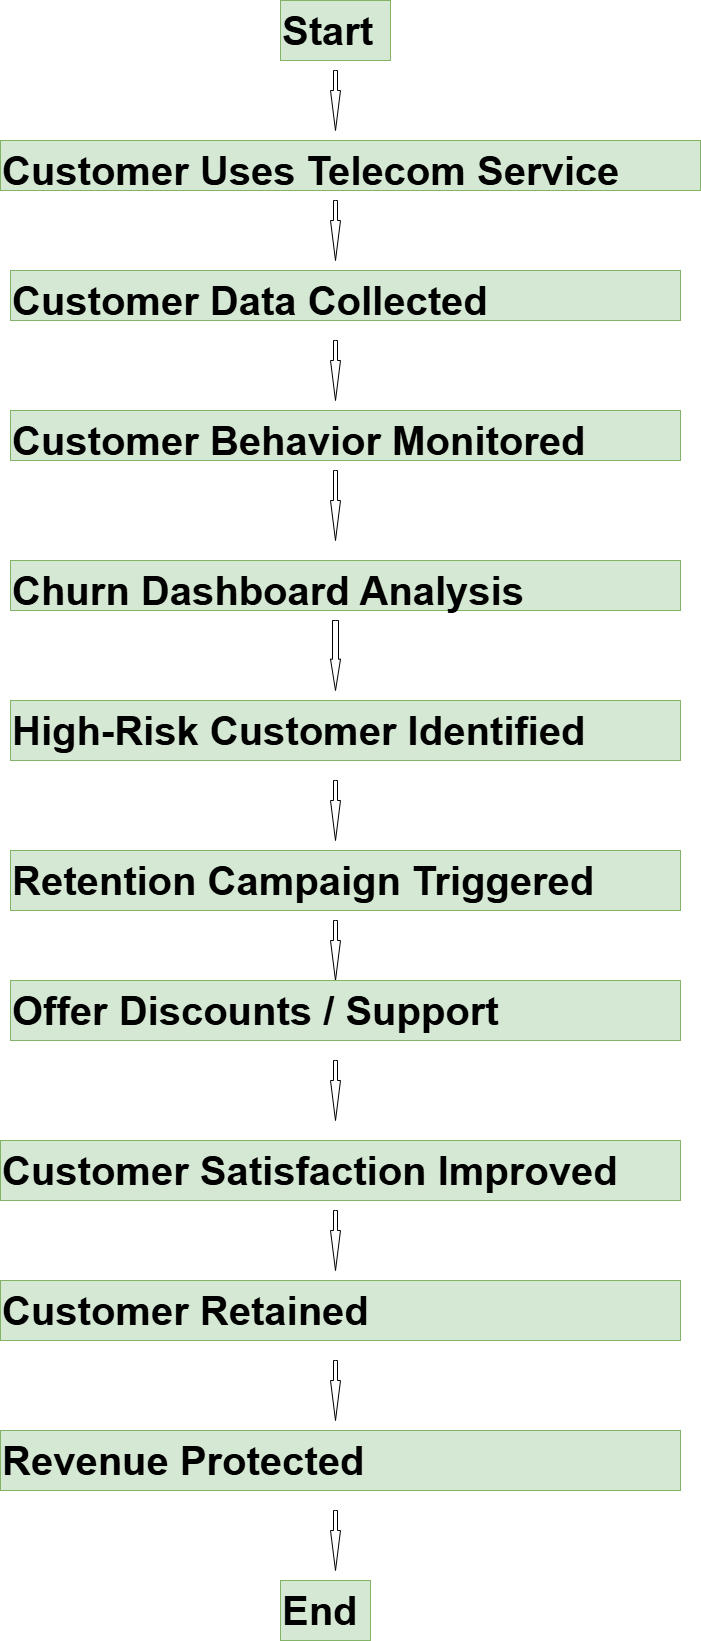 Start
Customer Uses Telecom Service
Customer Data Collected
Customer Behavior Monitored
Churn Dashboard Analysis
High-Risk Customer Identified
Retention Campaign Triggered
Offer Discounts / Support
Customer Satisfaction Improved
Customer Retained
Revenue Protected
End